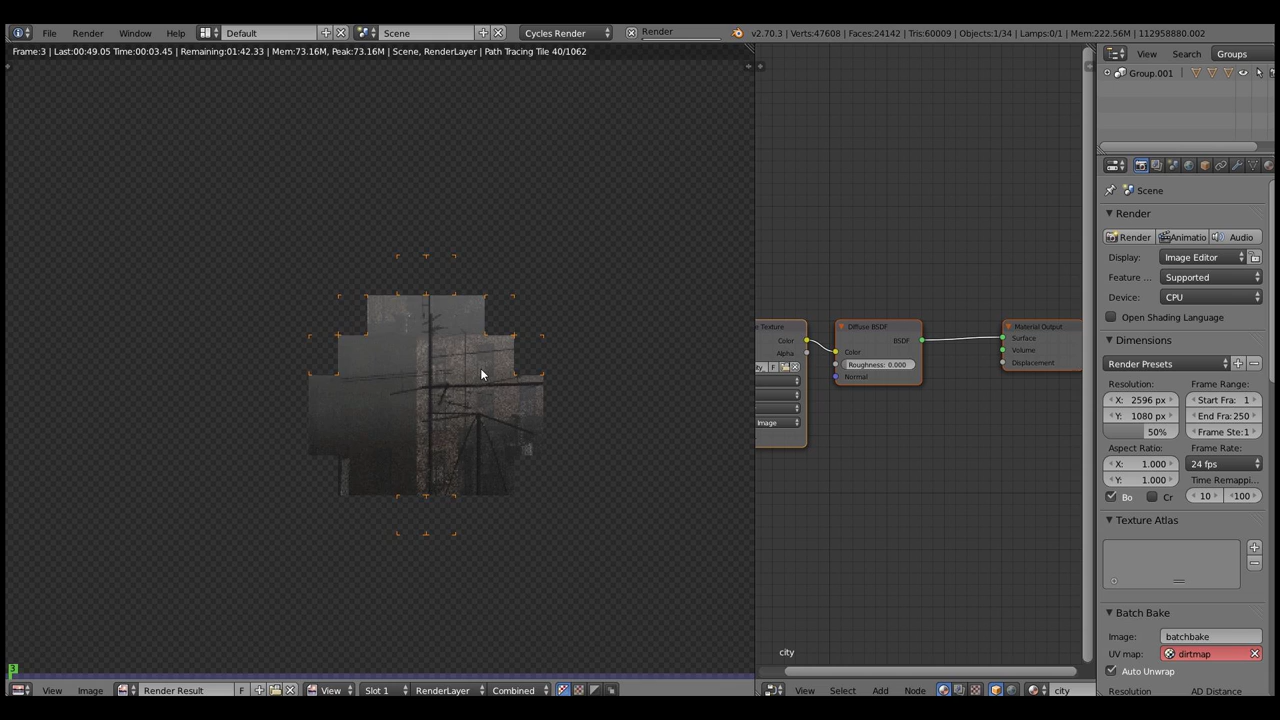 File Render Window Help Default Scene Cycles Render Render v2.70.3 | Verts:47608 | Faces:24142 | Tris:60009 | Objects:1/34 | Lamps:0/1 | Mem:222.56M | 112958880.002
Frame:3 | Last:00:49.05 Time:00:03.45 | Remaining:01:42.33 | Mem:73.16M, Peak:73.16M | Scene, RenderLayer | Path Tracing Tile 40/1062
View Search Groups
Group.001
Scene
Render
Render Animatio Audio
Display: Image Editor
Feature ... Supported
Device: CPU
Open Shading Language
Dimensions
Render Presets
Resolution: Frame Range:
X: 2596 px Start Fra: 1
Y: 1080 px End Fra: 250
50% Frame Ste:1
Aspect Ratio: Frame Rate:
X: 1.000 24 fps
Y: 1.000 Time Remappi...
Bo Cr 10 100
Texture Atlas
Batch Bake
Image: batchbake
UV map: dirtmap
Auto Unwrap
Resolution AD Distance
e Texture
Color
Alpha
ity F
Image
Diffuse BSDF
BSDF
Color
Roughness: 0.000
Normal
Material Output
Surface
Volume
Displacement
city
3
View Image Render Result F View Slot 1 RenderLayer Combined
View Select Add Node city